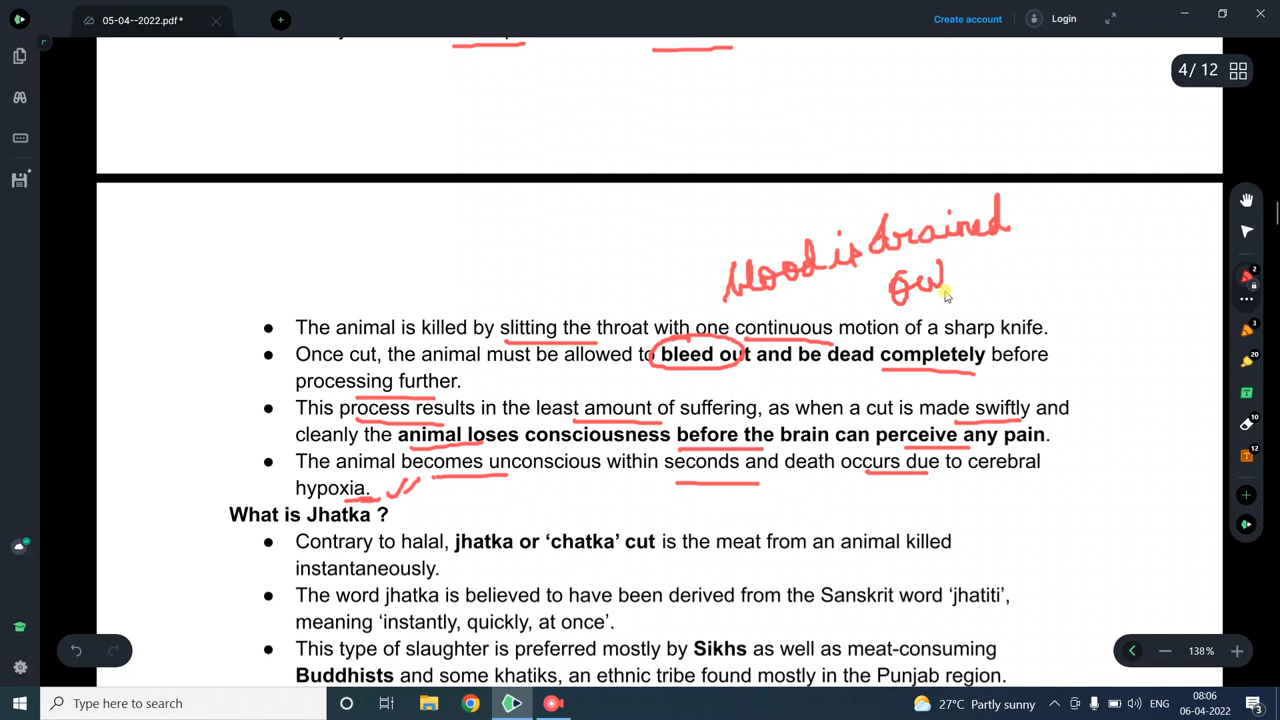 05-04--2022.pdf*
Create account
Login
4 / 12
blood is drained
The animal is killed by slitting the throat with one continuous motion of a sharp knife.
Once cut, the animal must be allowed to bleed out and be dead completely before
processing further.
This process results in the least amount of suffering, as when a cut is made swiftly and
cleanly the animal loses consciousness before the brain can perceive any pain.
The animal becomes unconscious within seconds and death occurs due to cerebral
hypoxia.
What is Jhatka ?
Contrary to halal, jhatka or ‘chatka’ cut is the meat from an animal killed
instantaneously.
The word jhatka is believed to have been derived from the Sanskrit word ‘jhatiti’,
meaning ‘instantly, quickly, at once’.
This type of slaughter is preferred mostly by Sikhs as well as meat-consuming
Buddhists and some khatiks, an ethnic tribe found mostly in the Punjab region.
138%
2
3
20
10
12
Type here to search
27°C Partly sunny
ENG
08:06
06-04-2022
3